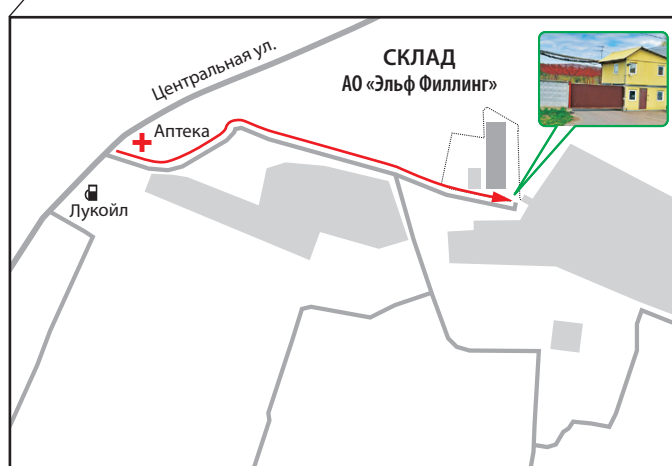 Центральная ул.
СКЛАД
АО «Эльф Филлинг»
Аптека
Лукойл